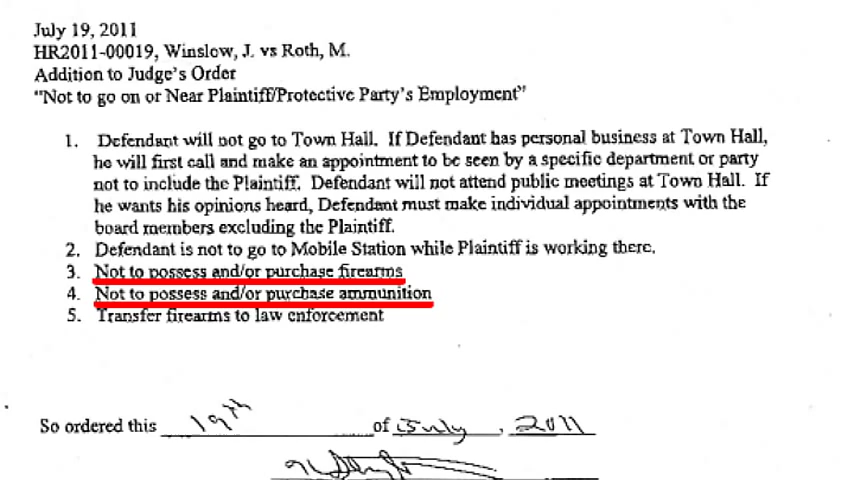 July 19, 2011
HR2011-00019, Winslow, J. vs Roth, M.
Addition to Judge's Order
"Not to go on or Near Plaintiff/Protective Party's Employment"
1. Defendant will not go to Town Hall. If Defendant has personal business at Town Hall,
he will first call and make an appointment to be seen by a specific department or party
not to include the Plaintiff. Defendant will not attend public meetings at Town Hall. If
he wants his opinions heard, Defendant must make individual appointments with the
board members excluding the Plaintiff.
2. Defendant is not to go to Mobile Station while Plaintiff is working there.
3. Not to possess and/or purchase firearms
4. Not to possess and/or purchase ammunition
5. Transfer firearms to law enforcement
So ordered this 19th of July, 2011